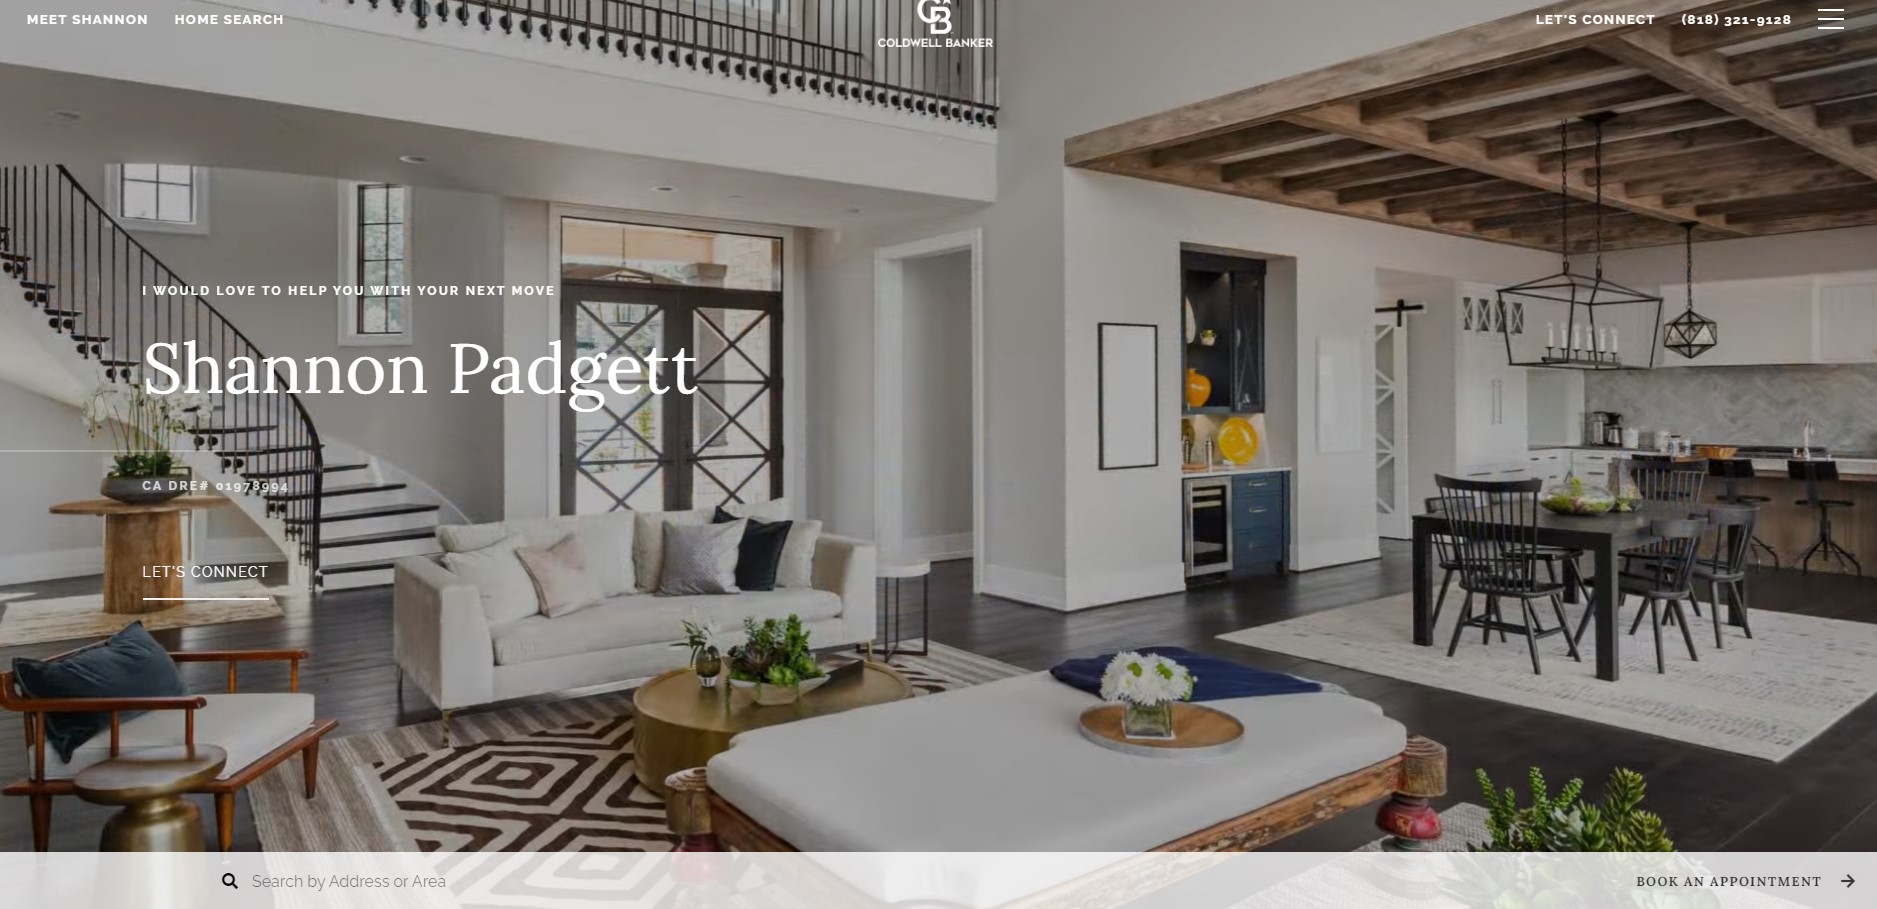 MEET SHANNON
HOME SEARCH
CB
COLDWELL BANKER
LET'S CONNECT
(818) 321-9128
I WOULD LOVE TO HELP YOU WITH YOUR NEXT MOVE
Shannon Padgett
CA DRE# 01978994
LET'S CONNECT
Search by Address or Area
BOOK AN APPOINTMENT